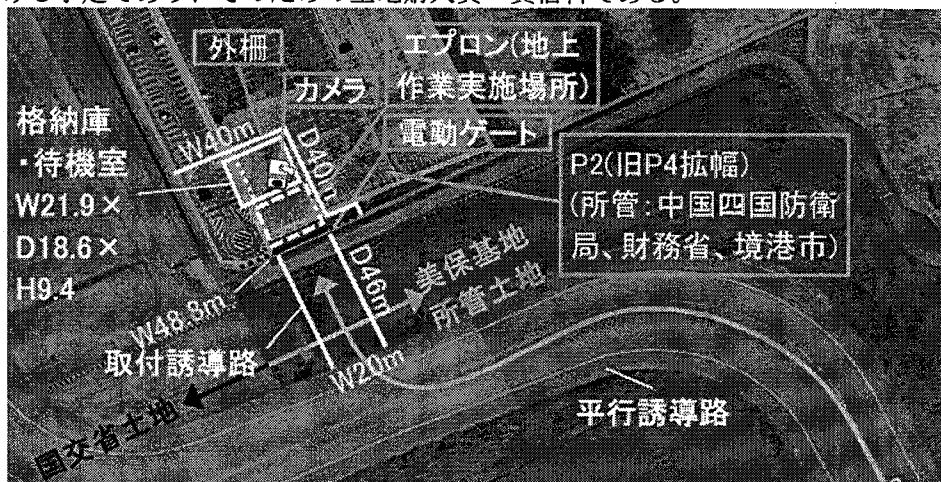 外柵
カメラ
エプロン(地上
作業実施場所)
電動ゲート
格納庫
・待機室
W21.9×
D18.6×
H9.4
W40m
D40m
P2(旧P4拡幅)
(所管:中国四国防衛
局、財務省、境港市)
W48.8m
D46m
美保基地
所管土地
取付誘導路
W20m
国交省土地
平行誘導路